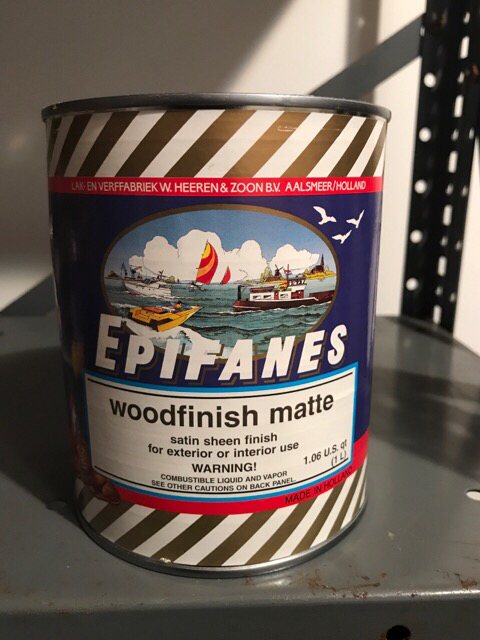 LAK- EN VERFFABRIEK W. HEEREN & ZOON B.V. AALSMEER/HOLLAND
EPIFANES
woodfinish matte
satin sheen finish
for exterior or interior use
WARNING!
1.06 U.S. qt
(1 L)
COMBUSTIBLE LIQUID AND VAPOR
SEE OTHER CAUTIONS ON BACK PANEL.
MADE IN HOLLAND